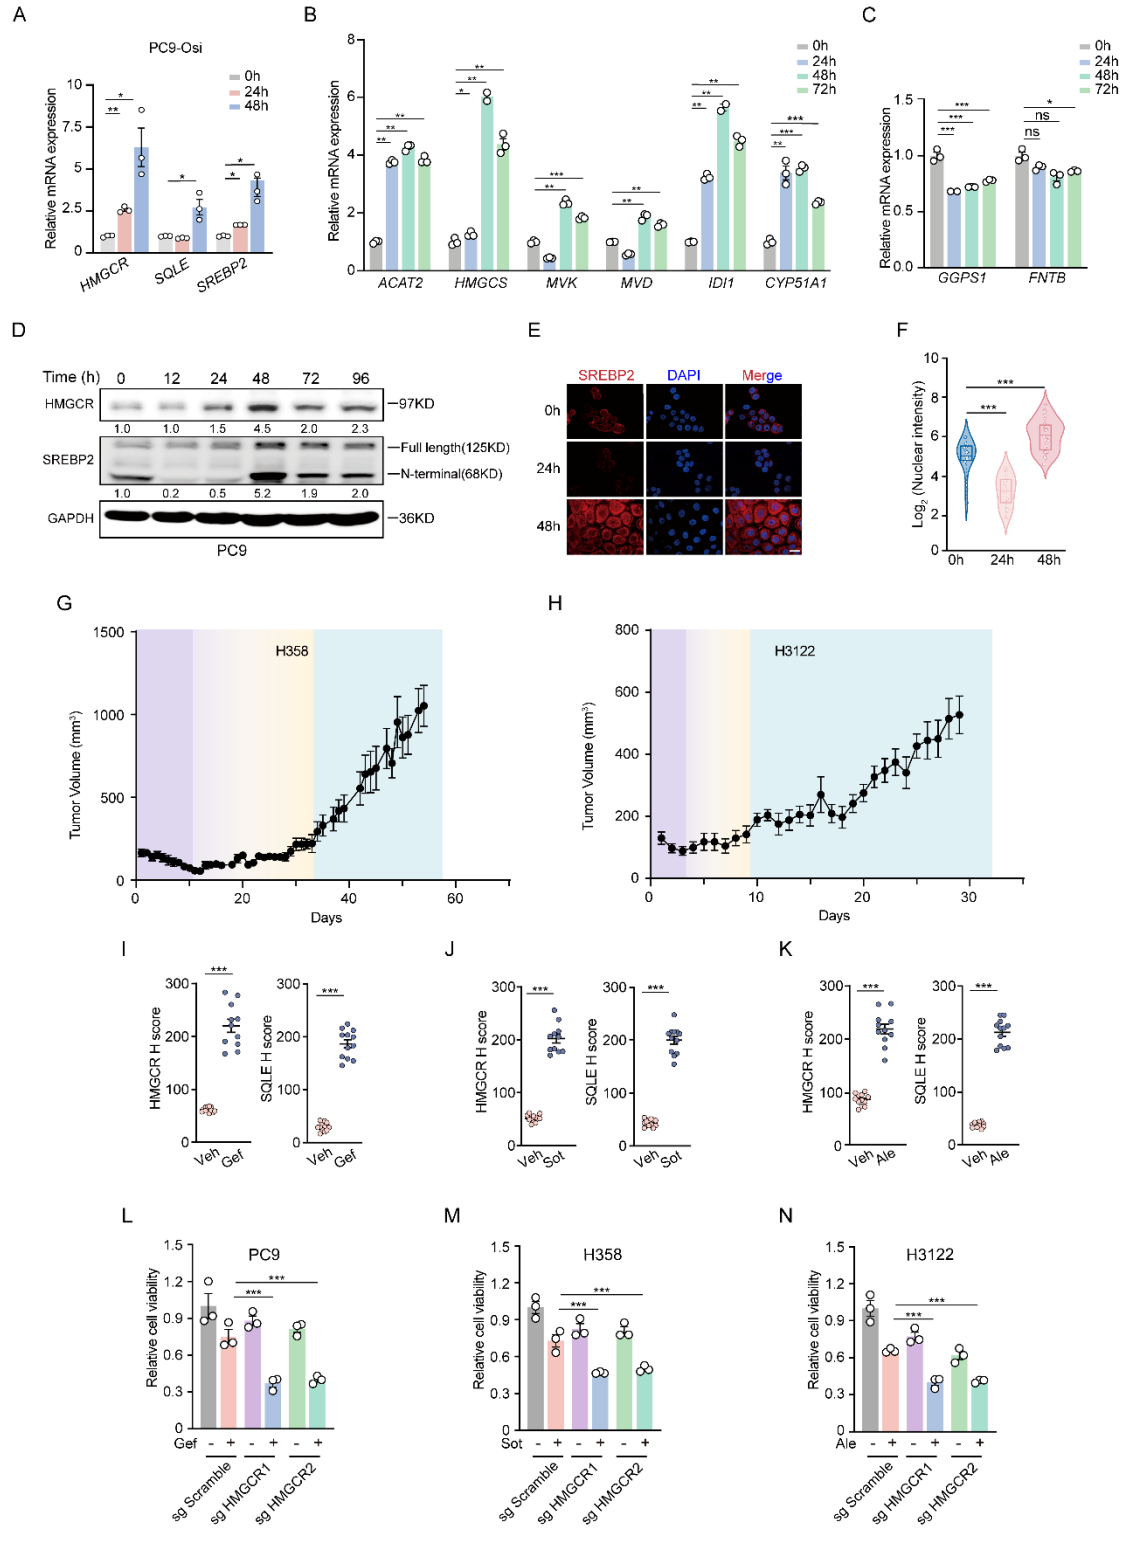 A
PC9-Osi
Relative mRNA expression
10
7.5
5
2.5
0
0h
24h
48h
** *
*
* *
HMGCR SQLE SREBP2
B
Relative mRNA expression
8
6
4
2
0
0h
24h
48h
72h
** ** **
* ** **
** ***
** **
** ** **
** *** ***
ACAT2 HMGCS MVK MVD IDI1 CYP51A1
C
Relative mRNA expression
1.5
1.0
0.5
0.0
0h
24h
48h
72h
*** *** ***
ns ns *
GGPS1 FNTB
D
Time (h) 0 12 24 48 72 96
HMGCR 97KD
1.0 1.0 1.5 4.5 2.0 2.3
SREBP2 Full length(125KD)
N-terminal(68KD)
1.0 0.2 0.5 5.2 1.9 2.0
GAPDH 36KD
PC9
E
SREBP2 DAPI Merge
0h
24h
48h
F
Log2 (Nuclear intensity)
10
8
6
4
2
0
***
***
0h 24h 48h
G
H358
Tumor Volume (mm³)
1500
1000
500
0
0 20 40 60
Days
H
H3122
Tumor Volume (mm³)
800
600
400
200
0
0 10 20 30
Days
I
HMGCR H score
300
200
100
0
***
Veh Gef
SQLE H score
300
200
100
0
***
Veh Gef
J
HMGCR H score
300
200
100
0
***
Veh Sot
SQLE H score
300
200
100
0
***
Veh Sot
K
HMGCR H score
300
200
100
0
***
Veh Ale
SQLE H score
300
200
100
0
***
Veh Ale
L
PC9
Relative cell viability
1.5
1.2
0.9
0.6
0.3
0
***
***
Gef - + - + - +
sg Scramble sg HMGCR1 sg HMGCR2
M
H358
Relative cell viability
1.5
1.2
0.9
0.6
0.3
0
***
***
Sot - + - + - +
sg Scramble sg HMGCR1 sg HMGCR2
N
H3122
Relative cell viability
1.5
1.2
0.9
0.6
0.3
0
***
***
Ale - + - + - +
sg Scramble sg HMGCR1 sg HMGCR2